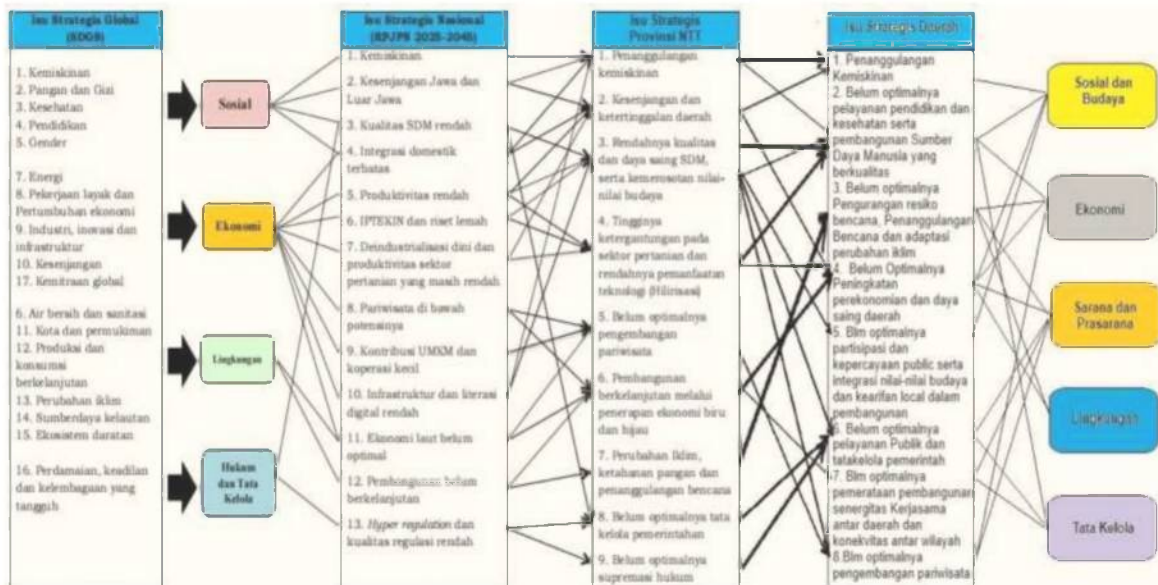 Isu Strategis Global
(SDGS)
1. Kemiskinan
2. Pangan dan Gizi
3. Kesehatan
4. Pendidikan
5. Gender
7. Energi
8. Pekerjaan layak dan
Pertumbuhan ekonomi
9. Industri, inovasi dan
infrastruktur
10. Kesenjangan
17. Kemitraan global
6. Air bersih dan sanitasi
11. Kota dan permukiman
12. Produksi dan
konsumsi
berkelanjutan
13. Perubahan iklim
14. Sumberdaya kelautan
15. Ekosistem daratan
16. Perdamaian, keadilan
dan kelembagaan yang
tangguh
Sosial
Ekonomi
Lingkungan
Hukum
dan Tata
Kelola
Isu Strategis Nasional
(RPJPN 2025-2045)
1. Kemiskinan
2. Kesenjangan Jawa dan
Luar Jawa
3. Kualitas SDM rendah
4. Integrasi domestik
terbatas
5. Produktivitas rendah
6. IPTEKIN dan riset lemah
7. Deindustrialisasi dini dan
produktivitas sektor
pertanian yang masih rendah
8. Pariwisata di bawah
potensinya
9. Kontribusi UMKM dan
koperasi kecil
10. Infrastruktur dan literasi
digital rendah
11. Ekonomi laut belum
optimal
12. Pembangunan belum
berkelanjutan
13. Hyper regulation dan
kualitas regulasi rendah
Isu Strategis
Provinsi NTT
1. Penanggulangan
kemiskinan
2. Kesenjangan dan
ketertinggalan daerah
3. Rendahnya kualitas
dan daya saing SDM,
serta kemerosotan nilai-
nilai budaya
4. Tingginya
ketergantungan pada
sektor pertanian dan
rendahnya pemanfaatan
teknologi (Hilirisasi)
5. Belum optimalnya
pengembangan
pariwisata
6. Pembangunan
berkelanjutan melalui
penerapan ekonomi biru
dan hijau
7. Perubahan Iklim,
ketahanan pangan dan
penanggulangan bencana
8. Belum optimalnya tata
kelola pemerintahan
9. Belum optimalnya
supremasi hukum
Isu Strategis Daerah
1. Penanggulangan
Kemiskinan
2. Belum optimalnya
pelayanan pendidikan dan
kesehatan serta
pembangunan Sumber
Daya Manusia yang
berkualitas
3. Belum optimalnya
Pengurangan resiko
bencana. Penanggulangan
Bencana dan adaptasi
perubahan iklim
4. Belum Optimalnya
Peningkatan
perekonomian dan daya
saing daerah
5. Blm optimalnya
partisipasi dan
kepercayaan public serta
integrasi nilai-nilai budaya
dan kearifan local dalam
pembangunan
6. Belum optimalnya
pelayanan Publik dan
tatakelola pemerintah
7. Blm optimalnya
pemerataan pembangunan
senergitas Kerjasama
antar daerah dan
konekvitas antar wilayah
8.Blm optimalnya
pengembangan pariwisata
Sosial dan
Budaya
Ekonomi
Sarana dan
Prasarana
Lingkungan
Tata Kelola